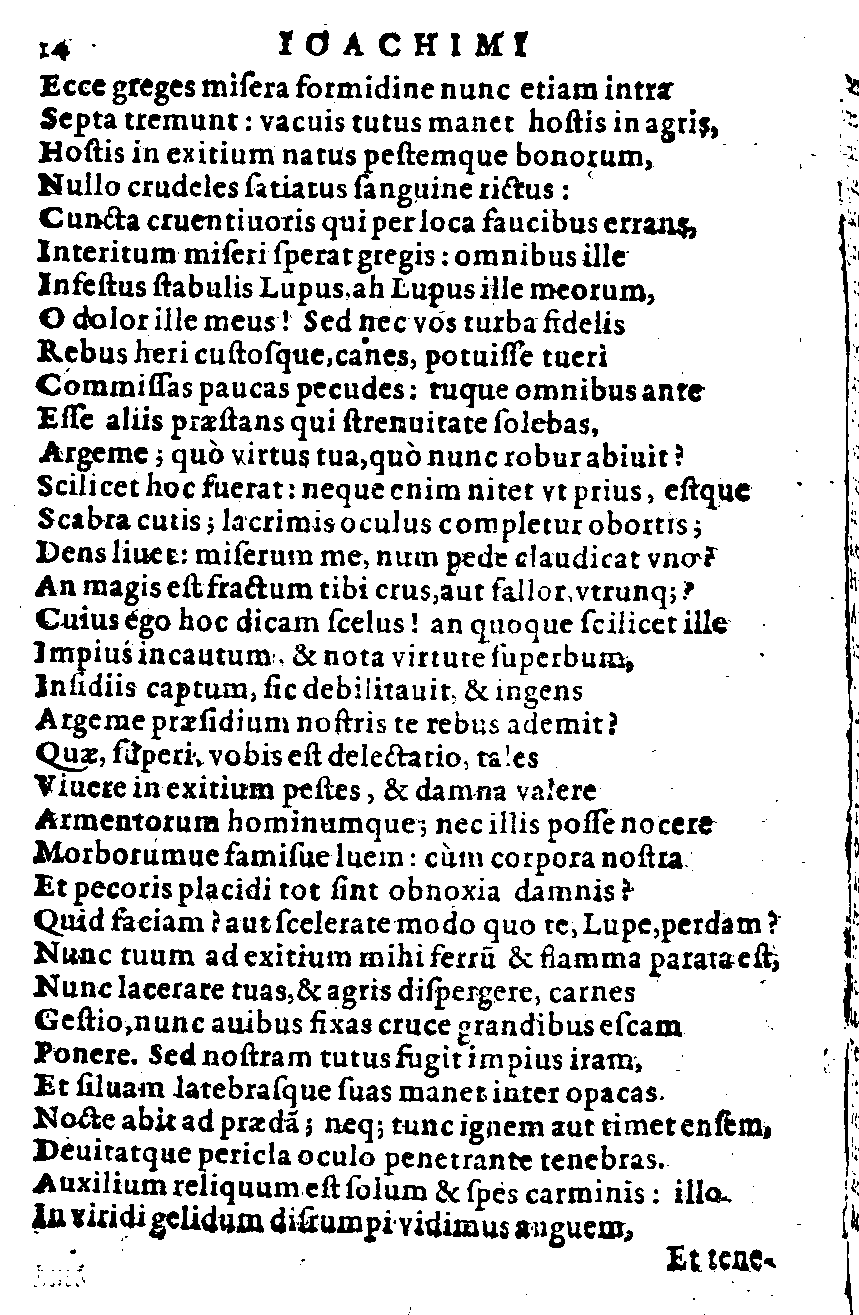 14 IOACHIMI
Ecce greges miſera formidine nunc etiam intra
Septa tremunt: vacuis tutus manet hoſtis in agris,
Hoſtis in exitium natus peſtemque bonorum,
Nullo crudeles ſatiatus ſanguine rictus:
Cuncta cruentiuoris qui per loca faucibus errans,
Interitum miſeri ſperat gregis: omnibus ille
Infeſtus ſtabulis Lupus, ah Lupus ille meorum,
O dolor ille meus! Sed nec vos turba fidelis
Rebus heri cuſtoſque, canes, potuiſſe tueri
Commiſſas paucas pecudes: tuque omnibus ante
Eſſe aliis præſtans qui ſtrenuitate ſolebas,
Argeme; quò virtus tua, quò nunc robur abiuit?
Scilicet hoc fuerat: neque enim nitet vt prius, eſtque
Scabra cutis; lacrimis oculus completur obortis;
Dens liuet: miſerum me, num pede claudicat vno?
An magis eſt fractum tibi crus, aut fallor, vtrunq;?
Cuius ego hoc dicam ſcelus! an quoque ſcilicet ille
Impius incautum, & nota virtute ſuperbum,
Inſidiis captum, ſic debilitauit, & ingens
Argeme præſidium noſtris te rebus ademit?
Quæ, ſuperi, vobis eſt delectatio, tales
Viuere in exitium peſtes, & damna valere
Armentorum hominumque; nec illis poſſe nocere
Morborumue famiſue luem: cùm corpora noſtra
Et pecoris placidi tot ſint obnoxia damnis?
Quid faciam? aut ſcelerate modo quo te, Lupe, perdam?
Nunc tuum ad exitium mihi ferrū & flamma parata eſt;
Nunc lacerare tuas, & agris diſpergere, carnes
Geſtio, nunc auibus fixas cruce grandibus eſcam
Ponere. Sed noſtram tutus fugit impius iram,
Et ſiluam latebraſque ſuas manet inter opacas.
Nocte abit ad prædā; neq; tunc ignem aut timet enſem,
Deuitatque pericla oculo penetrante tenebras.
Auxilium reliquum eſt ſolum & ſpes carminis: illo
In viridi gelidum diſrumpi vidimus anguem,
Et tene-